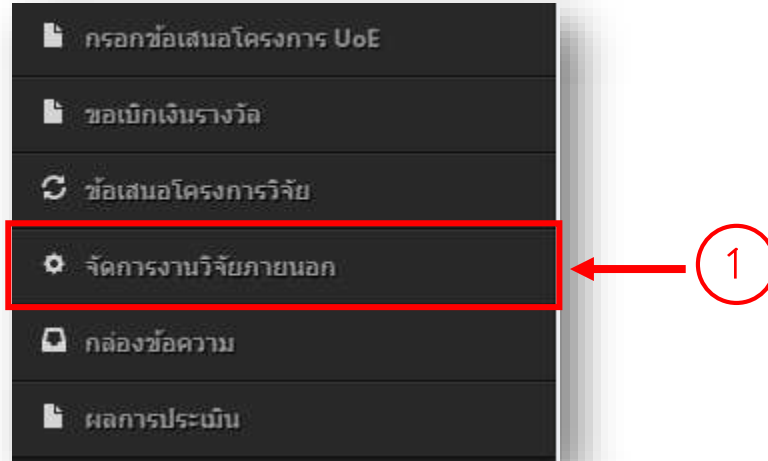 กรอกข้อเสนอโครงการ UoE
ขอเบิกเงินรางวัล
ข้อเสนอโครงการวิจัย
จัดการงานวิจัยภายนอก
1
กล่องข้อความ
ผลการประเมิน